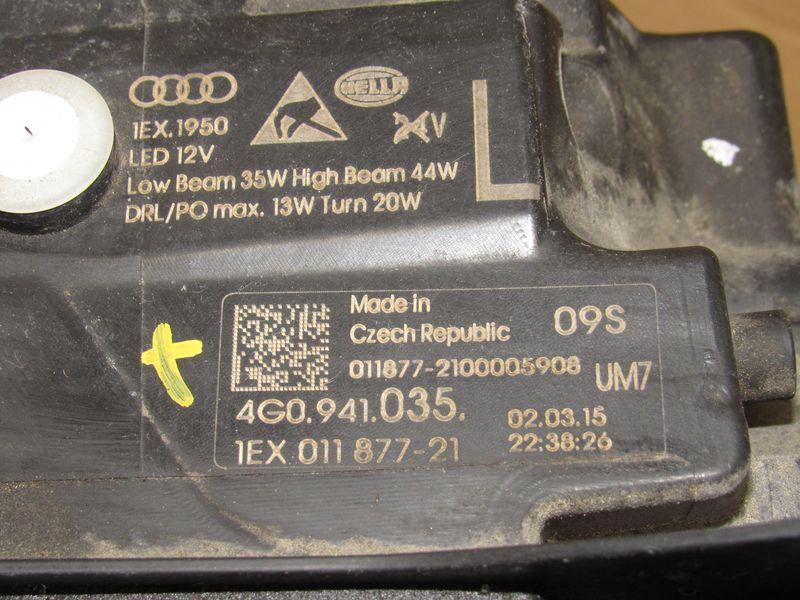 HELLA
1EX.1950
24V
LED 12V
L
Low Beam 35W High Beam 44W
DRL/PO max. 13W Turn 20W
Made in
Czech Republic
09S
011877-2100005908
UM7
4G0.941.035.
02.03.15
1EX 011 877-21
22:38:26